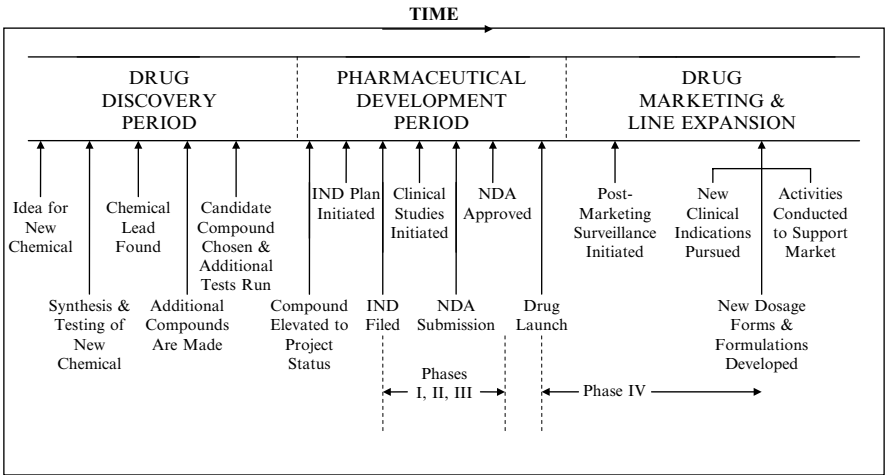 TIME
DRUG
DISCOVERY
PERIOD
PHARMACEUTICAL
DEVELOPMENT
PERIOD
DRUG
MARKETING &
LINE EXPANSION
Idea for
New
Chemical
Synthesis &
Testing of
New
Chemical
Chemical
Lead
Found
Additional
Compounds
Are Made
Candidate
Compound
Chosen &
Additional
Tests Run
Compound
Elevated to
Project
Status
IND Plan
Initiated
IND
Filed
Clinical
Studies
Initiated
NDA
Submission
NDA
Approved
Drug
Launch
Post-
Marketing
Surveillance
Initiated
New
Clinical
Indications
Pursued
Activities
Conducted
to Support
Market
New Dosage
Forms &
Formulations
Developed
Phases
I, II, III
Phase IV